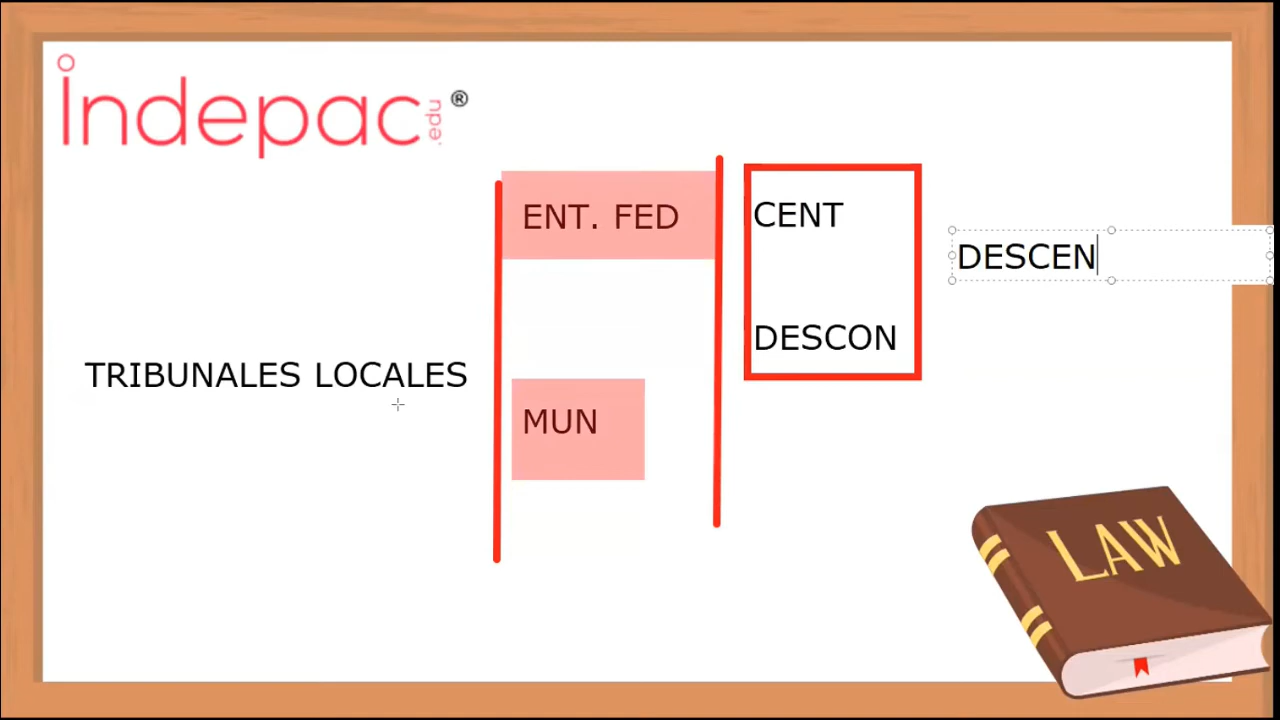 indepac.edu®
ENT. FED
CENT
DESCEN
DESCON
TRIBUNALES LOCALES
MUN
LAW